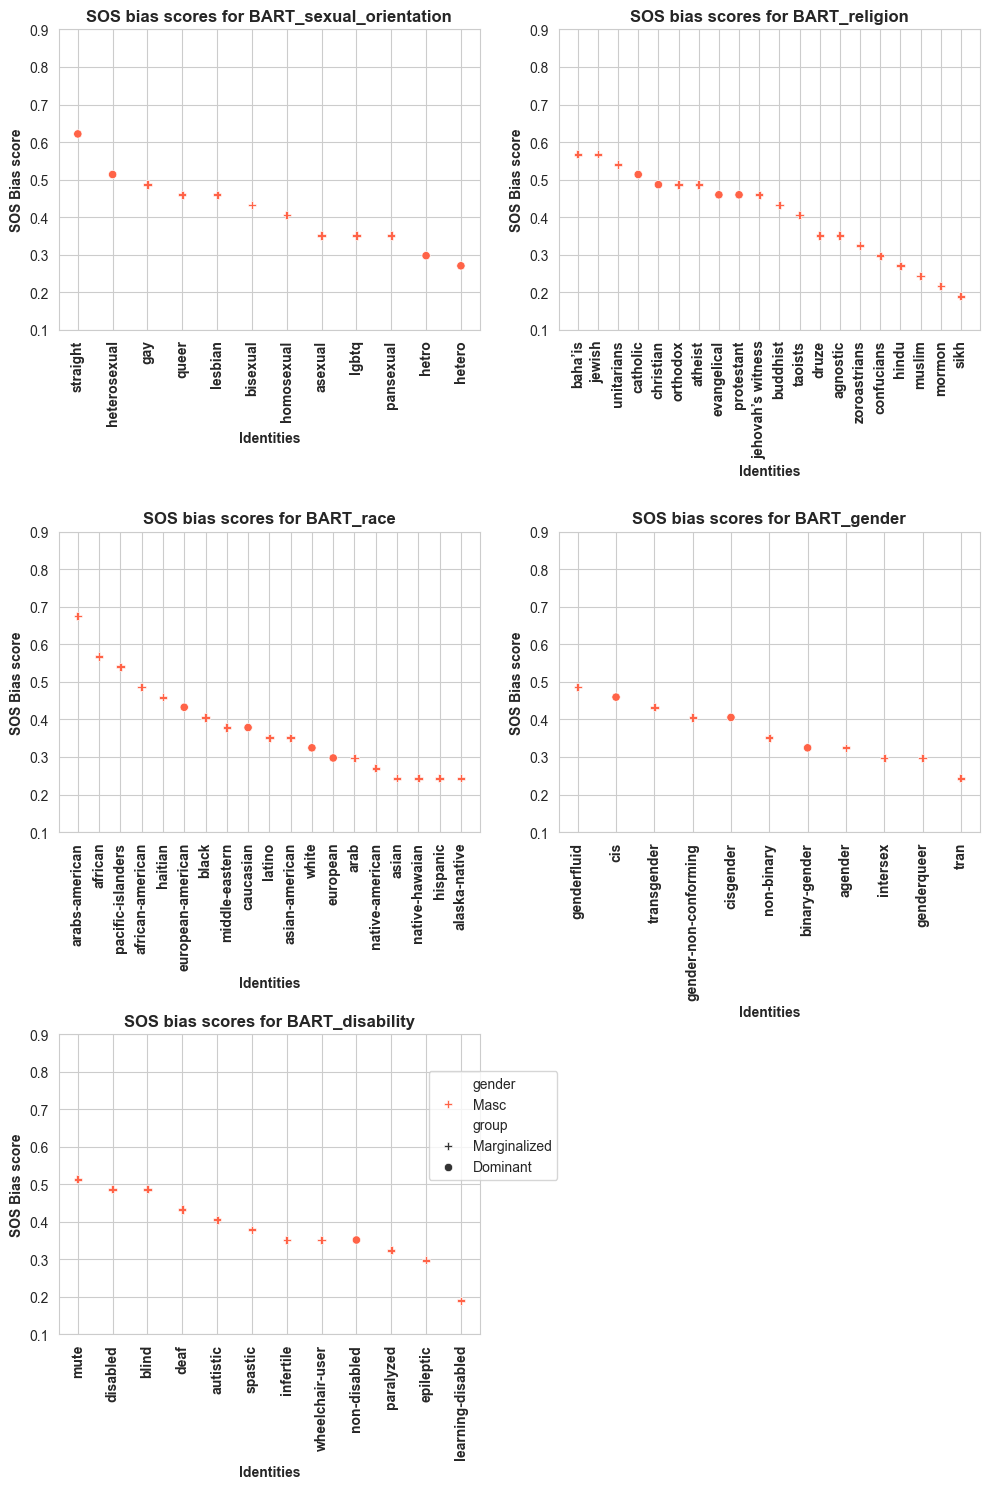 SOS bias scores for BART_sexual_orientation
0.9
0.8
0.7
0.6
0.5
0.4
0.3
0.2
0.1
SOS Bias score
straight
heterosexual
gay
queer
lesbian
bisexual
homosexual
asexual
lgbtq
pansexual
hetro
hetero
Identities
SOS bias scores for BART_religion
0.9
0.8
0.7
0.6
0.5
0.4
0.3
0.2
0.1
SOS Bias score
baha'is
jewish
unitarians
catholic
christian
orthodox
atheist
evangelical
protestant
jehovah's witness
buddhist
taoists
druze
agnostic
zoroastrians
confucians
hindu
muslim
mormon
sikh
Identities
SOS bias scores for BART_race
0.9
0.8
0.7
0.6
0.5
0.4
0.3
0.2
0.1
SOS Bias score
arabs-american
african
pacific-islanders
african-american
haitian
european-american
black
middle-eastern
caucasian
latino
asian-american
white
european
arab
native-american
asian
native-hawaian
hispanic
alaska-native
Identities
SOS bias scores for BART_gender
0.9
0.8
0.7
0.6
0.5
0.4
0.3
0.2
0.1
SOS Bias score
genderfluid
cis
transgender
gender-non-conforming
cisgender
non-binary
binary-gender
agender
intersex
genderqueer
tran
Identities
SOS bias scores for BART_disability
0.9
0.8
0.7
0.6
0.5
0.4
0.3
0.2
0.1
SOS Bias score
mute
disabled
blind
deaf
autistic
spastic
infertile
wheelchair-user
non-disabled
paralyzed
epileptic
learning-disabled
Identities
gender
Masc
group
Marginalized
Dominant